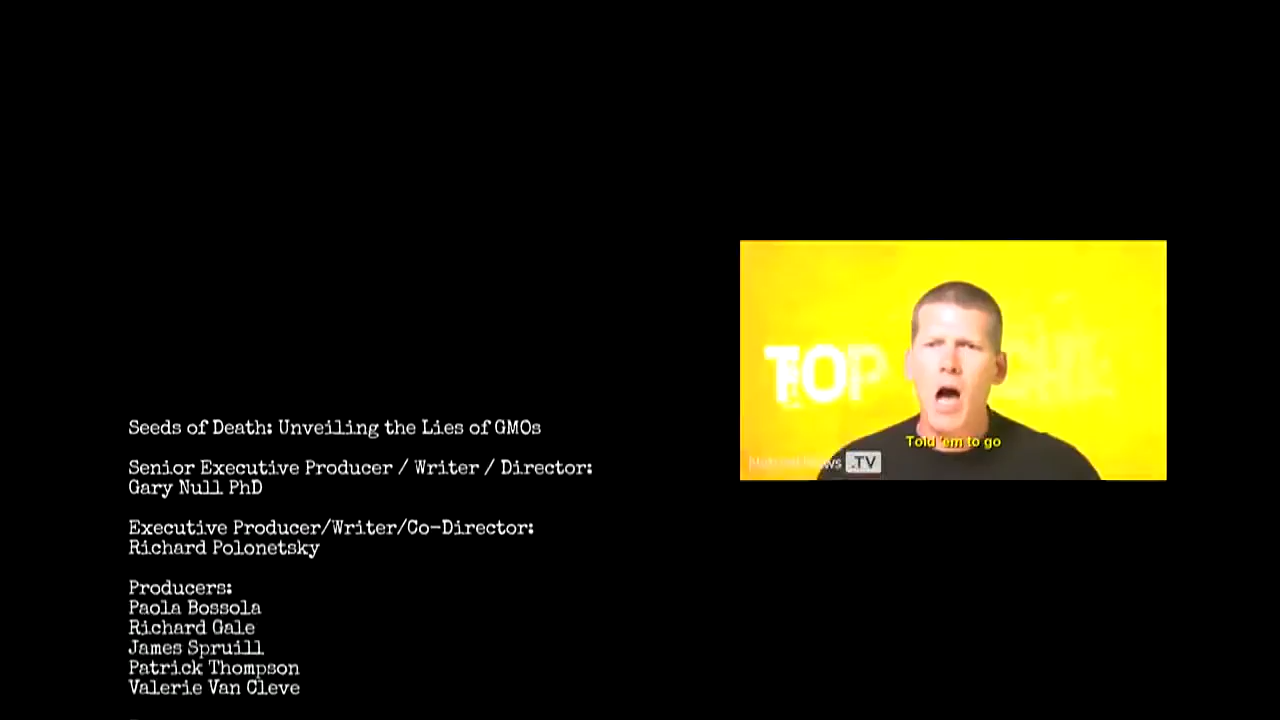 Seeds of Death: Unveiling the Lies of GMOs
Senior Executive Producer / Writer / Director:
Gary Null PhD
Executive Producer/Writer/Co-Director:
Richard Polonetsky
Producers:
Paola Bossola
Richard Gale
James Spruill
Patrick Thompson
Valerie Van Cleve
TOP
Told 'em to go
.TV